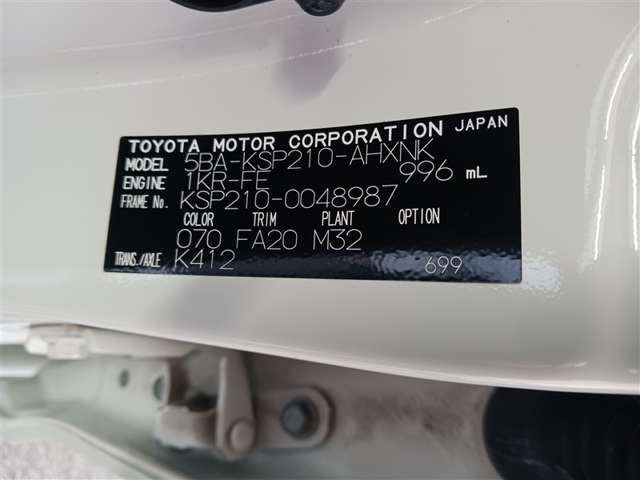 TOYOTA MOTOR CORPORATION JAPAN
MODEL 5BA-KSP210-AHXNK
ENGINE 1KR-FE 996 mL
FRAME No. KSP210-0048987
COLOR TRIM PLANT OPTION
070 FA20 M32
TRANS./AXLE K412
699